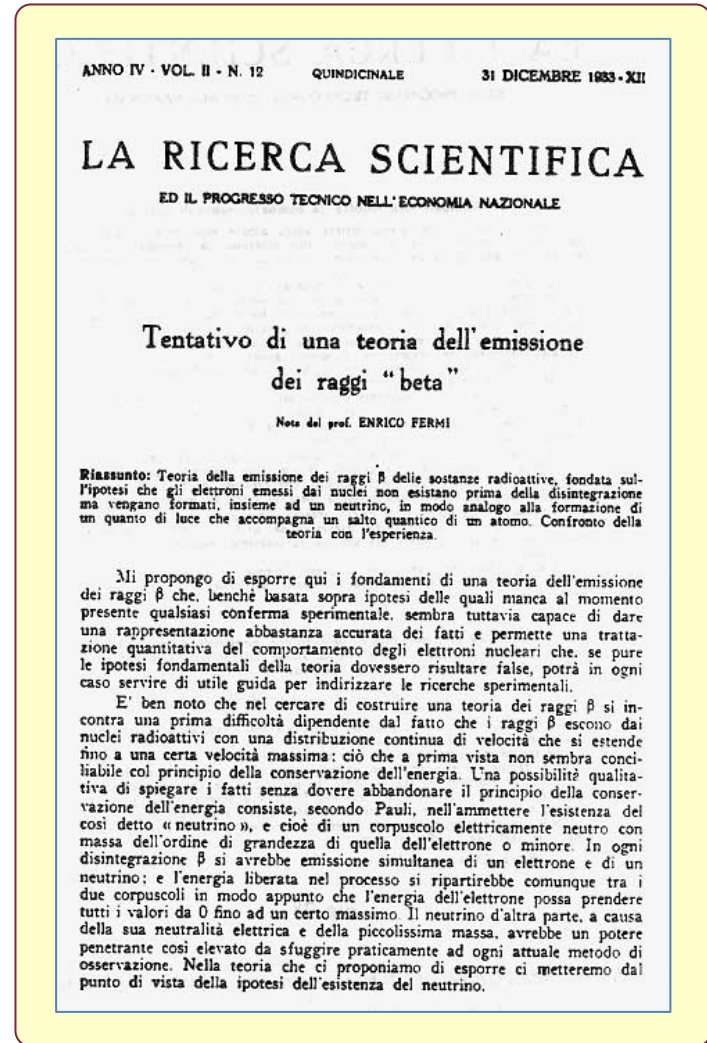 ANNO IV - VOL. II - N. 12 QUINDICINALE 31 DICEMBRE 1933 - XII
LA RICERCA SCIENTIFICA
ED IL PROGRESSO TECNICO NELL'ECONOMIA NAZIONALE
Tentativo di una teoria dell'emissione
dei raggi "beta"
Nota del prof. ENRICO FERMI
Riassunto: Teoria della emissione dei raggi β delle sostanze radioattive, fondata sul-
l'ipotesi che gli elettroni emessi dai nuclei non esistano prima della disintegrazione
ma vengano formati, insieme ad un neutrino, in modo analogo alla formazione di
un quanto di luce che accompagna un salto quantico di un atomo. Confronto della
teoria con l'esperienza.
Mi propongo di esporre qui i fondamenti di una teoria dell'emissione
dei raggi β che, benchè basata sopra ipotesi delle quali manca al momento
presente qualsiasi conferma sperimentale, sembra tuttavia capace di dare
una rappresentazione abbastanza accurata dei fatti e permette una tratta-
zione quantitativa del comportamento degli elettroni nucleari che, se pure
le ipotesi fondamentali della teoria dovessero risultare false, potrà in ogni
caso servire di utile guida per indirizzare le ricerche sperimentali.
E' ben noto che nel cercare di costruire una teoria dei raggi β si in-
contra una prima difficoltà dipendente dal fatto che i raggi β escono dai
nuclei radioattivi con una distribuzione continua di velocità che si estende
fino a una certa velocità massima: ciò che a prima vista non sembra conci-
liabile col principio della conservazione dell'energia. Una possibilitè qualita-
tiva di spiegare i fatti senza dovere abbandonare il principio della conser-
vazione dell'energia consiste, secondo Pauli, nell'ammettere l'esistenza del
così detto « neutrino », e cioè di un corpuscolo elettricamente neutro con
massa dell'ordine di grandezza di quella dell'elettrone o minore. In ogni
disintegrazione β si avrebbe emissione simultanea di un elettrone e di un
neutrino; e l'energia liberata nel processo si ripartirebbe comunque tra i
due corpuscoli in modo appunto che l'energia dell'elettrone possa prendere
tutti i valori da 0 fino ad un certo massimo. Il neutrino d'altra parte, a causa
della sua neutralità elettrica e della piccolissima massa, avrebbe un potere
penetrante così elevato da sfuggire praticamente ad ogni attuale metodo di
osservazione. Nella teoria che ci proponiamo di esporre ci metteremo dal
punto di vista della ipotesi dell'esistenza del neutrino.